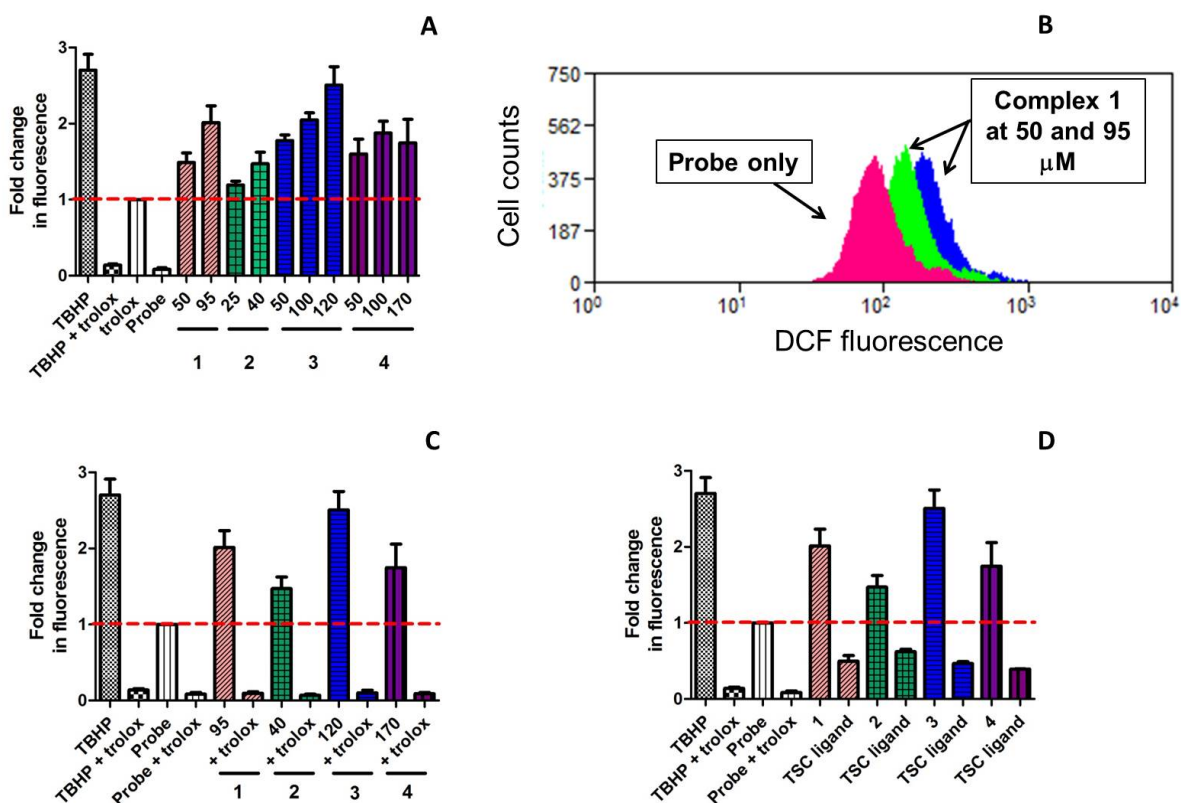 A
Fold change
in fluorescence
3
2
1
0
TBHP
TBHP + trolox
trolox
Probe
50
95
25
40
50
100
120
50
100
170
1
2
3
4
B
Cell counts
750
562
375
187
0
Probe only
Complex 1
at 50 and 95
μM
10⁰
10¹
10²
10³
10⁴
DCF fluorescence
C
Fold change
in fluorescence
3
2
1
0
TBHP
TBHP + trolox
Probe
Probe + trolox
95
+ trolox
40
+ trolox
120
+ trolox
170
+ trolox
1
2
3
4
D
Fold change
in fluorescence
3
2
1
0
TBHP
TBHP + trolox
Probe
Probe + trolox
1
TSC ligand
2
TSC ligand
3
TSC ligand
4
TSC ligand